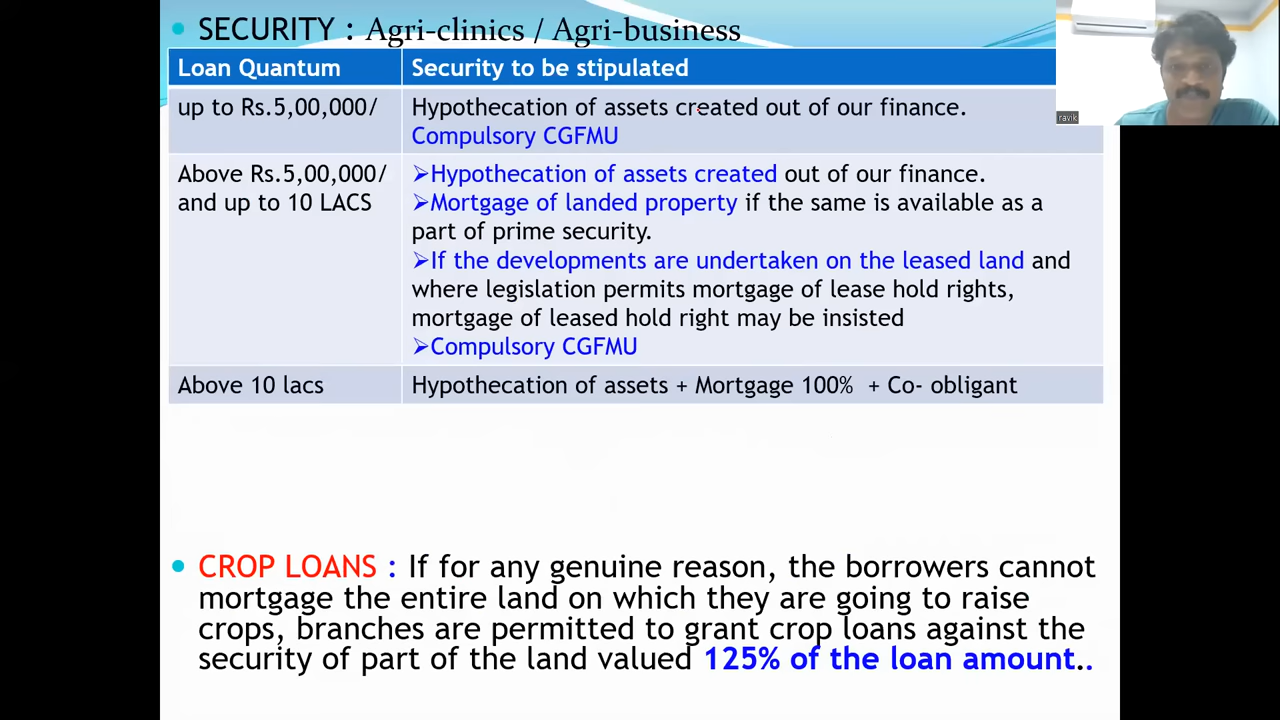 SECURITY : Agri-clinics / Agri-business
Loan Quantum
Security to be stipulated
up to Rs.5,00,000/
Hypothecation of assets created out of our finance.
Compulsory CGFMU
Above Rs.5,00,000/
and up to 10 LACS
➢Hypothecation of assets created out of our finance.
➢Mortgage of landed property if the same is available as a
part of prime security.
➢If the developments are undertaken on the leased land and
where legislation permits mortgage of lease hold rights,
mortgage of leased hold right may be insisted
➢Compulsory CGFMU
Above 10 lacs
Hypothecation of assets + Mortgage 100% + Co- obligant
CROP LOANS : If for any genuine reason, the borrowers cannot
mortgage the entire land on which they are going to raise
crops, branches are permitted to grant crop loans against the
security of part of the land valued 125% of the loan amount..
ravik